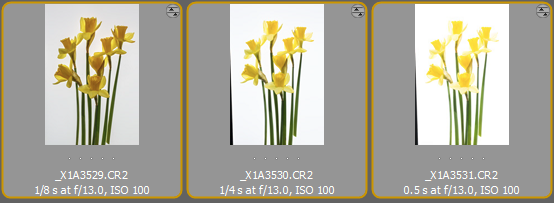 _X1A3529.CR2
1/8 s at f/13.0, ISO 100
_X1A3530.CR2
1/4 s at f/13.0, ISO 100
_X1A3531.CR2
0.5 s at f/13.0, ISO 100